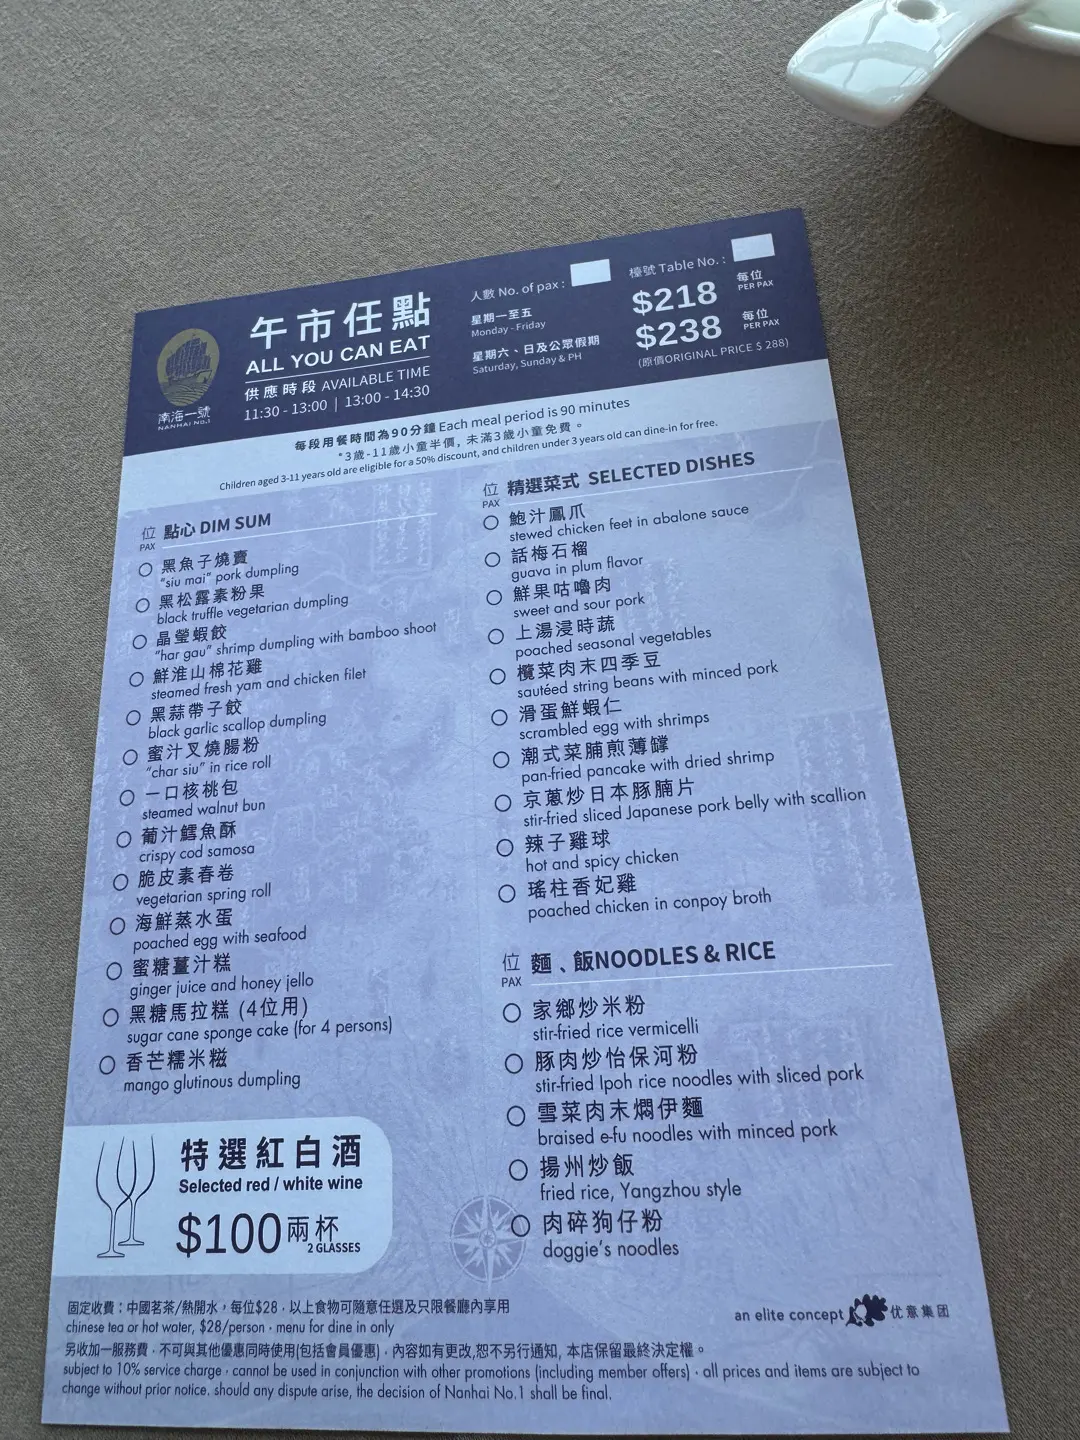 南海一號
NANHAI NO.1
午市任點
ALL YOU CAN EAT
供應時段 AVAILABLE TIME
11:30 - 13:00 | 13:00 - 14:30
人數 No. of pax :
檯號 Table No. :
星期一至五
Monday - Friday
$218 每位 PER PAX
星期六、日及公眾假期
Saturday, Sunday & PH
$238 每位 PER PAX
(原價ORIGINAL PRICE $ 288)
每段用餐時間為90分鐘 Each meal period is 90 minutes
*3歲-11歲小童半價, 未滿3歲小童免費。
Children aged 3-11 years old are eligible for a 50% discount, and children under 3 years old can dine-in for free.
位 點心 DIM SUM
PAX
黑魚子燒賣
"siu mai" pork dumpling
黑松露素粉果
black truffle vegetarian dumpling
晶瑩蝦餃
"har gau" shrimp dumpling with bamboo shoot
鮮淮山棉花雞
steamed fresh yam and chicken filet
黑蒜帶子餃
black garlic scallop dumpling
蜜汁叉燒腸粉
"char siu" in rice roll
一口核桃包
steamed walnut bun
葡汁鱈魚酥
crispy cod samosa
脆皮素春卷
vegetarian spring roll
海鮮蒸水蛋
poached egg with seafood
蜜糖薑汁糕
ginger juice and honey jello
黑糖馬拉糕 (4位用)
sugar cane sponge cake (for 4 persons)
香芒糯米糍
mango glutinous dumpling
特選紅白酒
Selected red / white wine
$100 兩杯
2 GLASSES
位 精選菜式 SELECTED DISHES
PAX
鮑汁鳳爪
stewed chicken feet in abalone sauce
話梅石榴
guava in plum flavor
鮮果咕嚕肉
sweet and sour pork
上湯浸時蔬
poached seasonal vegetables
欖菜肉末四季豆
sautéed string beans with minced pork
滑蛋鮮蝦仁
scrambled egg with shrimps
潮式菜脯煎薄罉
pan-fried pancake with dried shrimp
京蔥炒日本豚腩片
stir-fried sliced Japanese pork belly with scallion
辣子雞球
hot and spicy chicken
瑤柱香妃雞
poached chicken in conpoy broth
位 麵、飯NOODLES & RICE
PAX
家鄉炒米粉
stir-fried rice vermicelli
豚肉炒怡保河粉
stir-fried Ipoh rice noodles with sliced pork
雪菜肉末燜伊麵
braised e-fu noodles with minced pork
揚州炒飯
fried rice, Yangzhou style
肉碎狗仔粉
doggie's noodles
固定收費：中國茗茶/熱開水，每位$28 · 以上食物可隨意任選及只限餐廳內享用
chinese tea or hot water, $28/person · menu for dine in only
另收加一服務費 · 不可與其他優惠同時使用(包括會員優惠) · 內容如有更改,恕不另行通知, 本店保留最終決定權。
subject to 10% service charge · cannot be used in conjunction with other promotions (including member offers) · all prices and items are subject to
change without prior notice. should any dispute arise, the decision of Nanhai No.1 shall be final.
an elite concept 优意集团